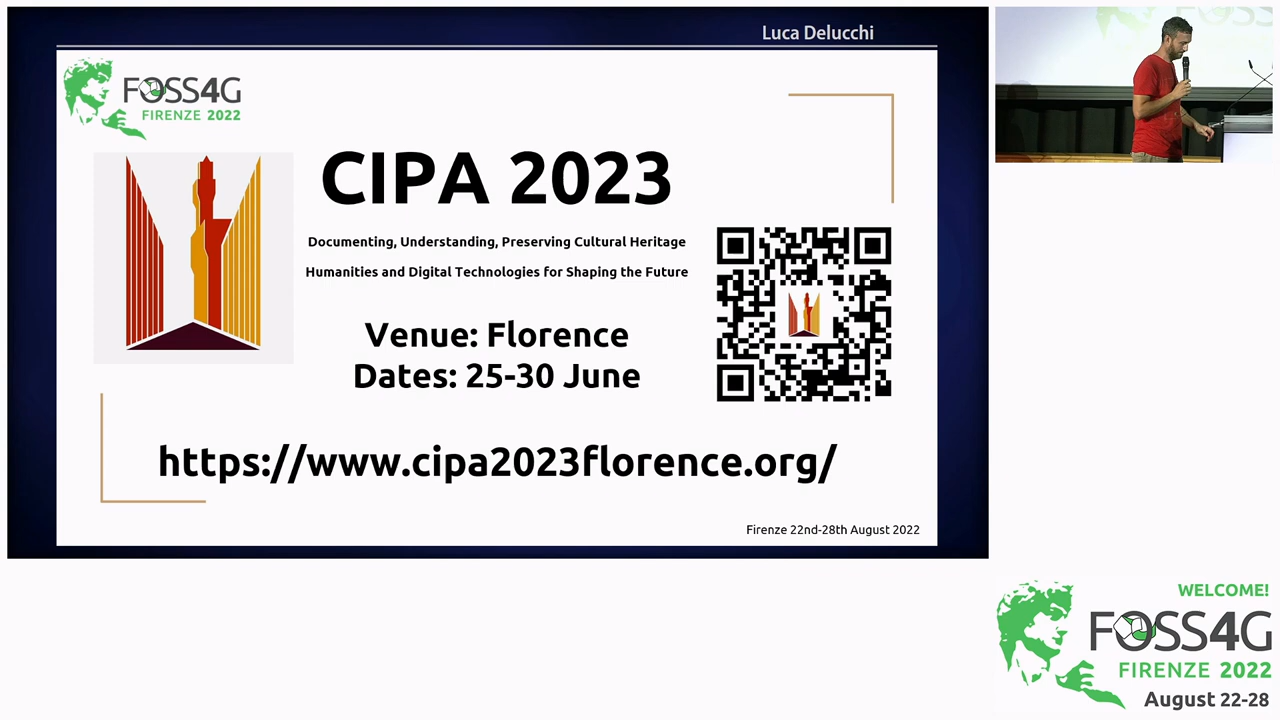 Luca Delucchi
FOSS4G
FIRENZE 2022
CIPA 2023
Documenting, Understanding, Preserving Cultural Heritage
Humanities and Digital Technologies for Shaping the Future
Venue: Florence
Dates: 25-30 June
https://www.cipa2023florence.org/
Firenze 22nd-28th August 2022
WELCOME!
FOSS4G
FIRENZE 2022
August 22-28